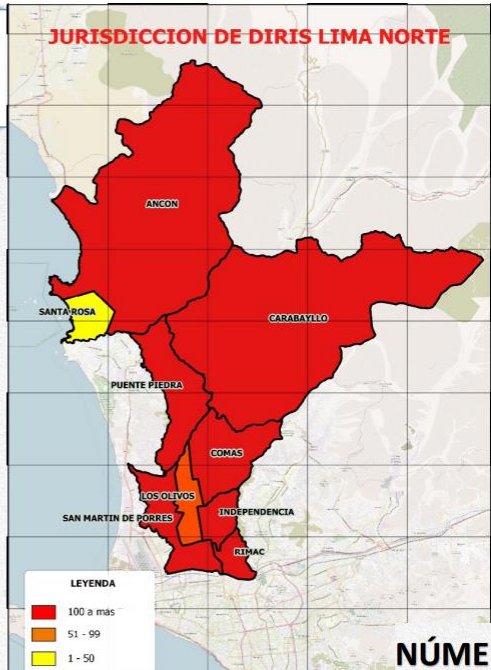 JURISDICCION DE DIRIS LIMA NORTE
ANCON
SANTA ROSA
CARABAYLLO
PUENTE PIEDRA
COMAS
LOS OLIVOS
SAN MARTIN DE PORRES
INDEPENDENCIA
RIMAC
LEYENDA
100 a mas
51 - 99
1 - 50
NÚME